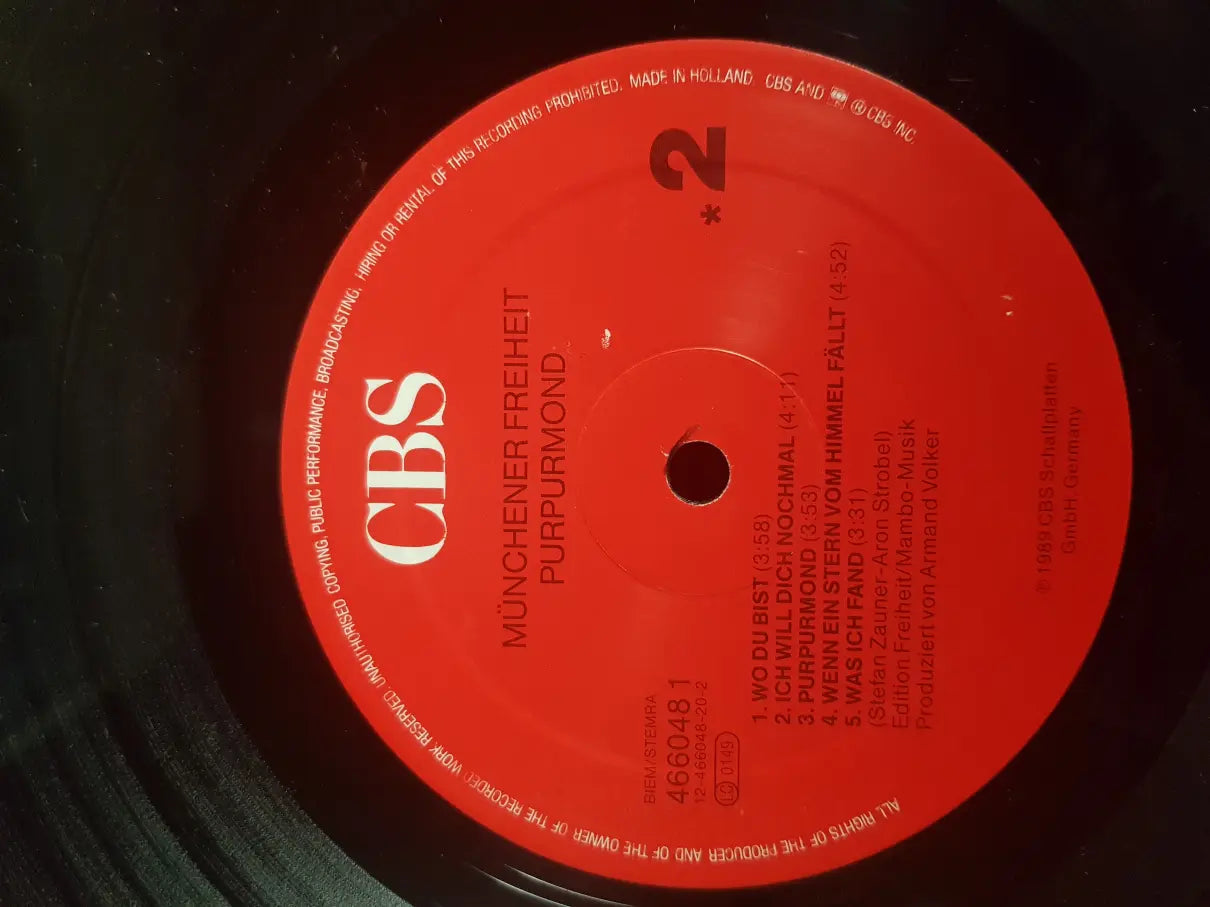 ALL RIGHTS OF THE PRODUCER AND OF THE OWNER OF THE RECORDED WORK RESERVED. UNAUTHORISED COPYING, PUBLIC PERFORMANCE, BROADCASTING, HIRING OR RENTAL OF THIS RECORDING PROHIBITED. MADE IN HOLLAND. CBS AND ® CBS INC.
CBS
MÜNCHENER FREIHEIT
PURPURMOND
BIEM/STEMRA
466048 1
12-466048-20-2
LC 0149
* 2
1. WO DU BIST (3:58)
2. ICH WILL DICH NOCHMAL (4:11)
3. PURPURMOND (3:53)
4. WENN EIN STERN VOM HIMMEL FÄLLT (4:52)
5. WAS ICH FAND (3:31)
(Stefan Zauner-Aron Strobel)
Edition Freiheit/Mambo-Musik
Produziert von Armand Volker
℗ 1989 CBS Schallplatten
GmbH, Germany